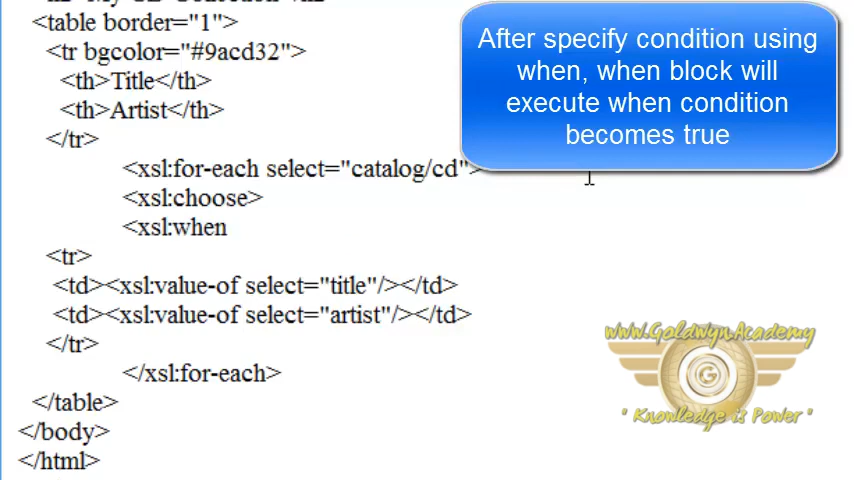 <table border="1">
<tr bgcolor="#9acd32">
<th>Title</th>
<th>Artist</th>
</tr>
<xsl:for-each select="catalog/cd">
<xsl:choose>
<xsl:when
<tr>
<td><xsl:value-of select="title"/></td>
<td><xsl:value-of select="artist"/></td>
</tr>
</xsl:for-each>
</table>
</body>
</html>
After specify condition using
when, when block will
execute when condition
becomes true
www.GoldwynAcademy
G
" Knowledge is Power "